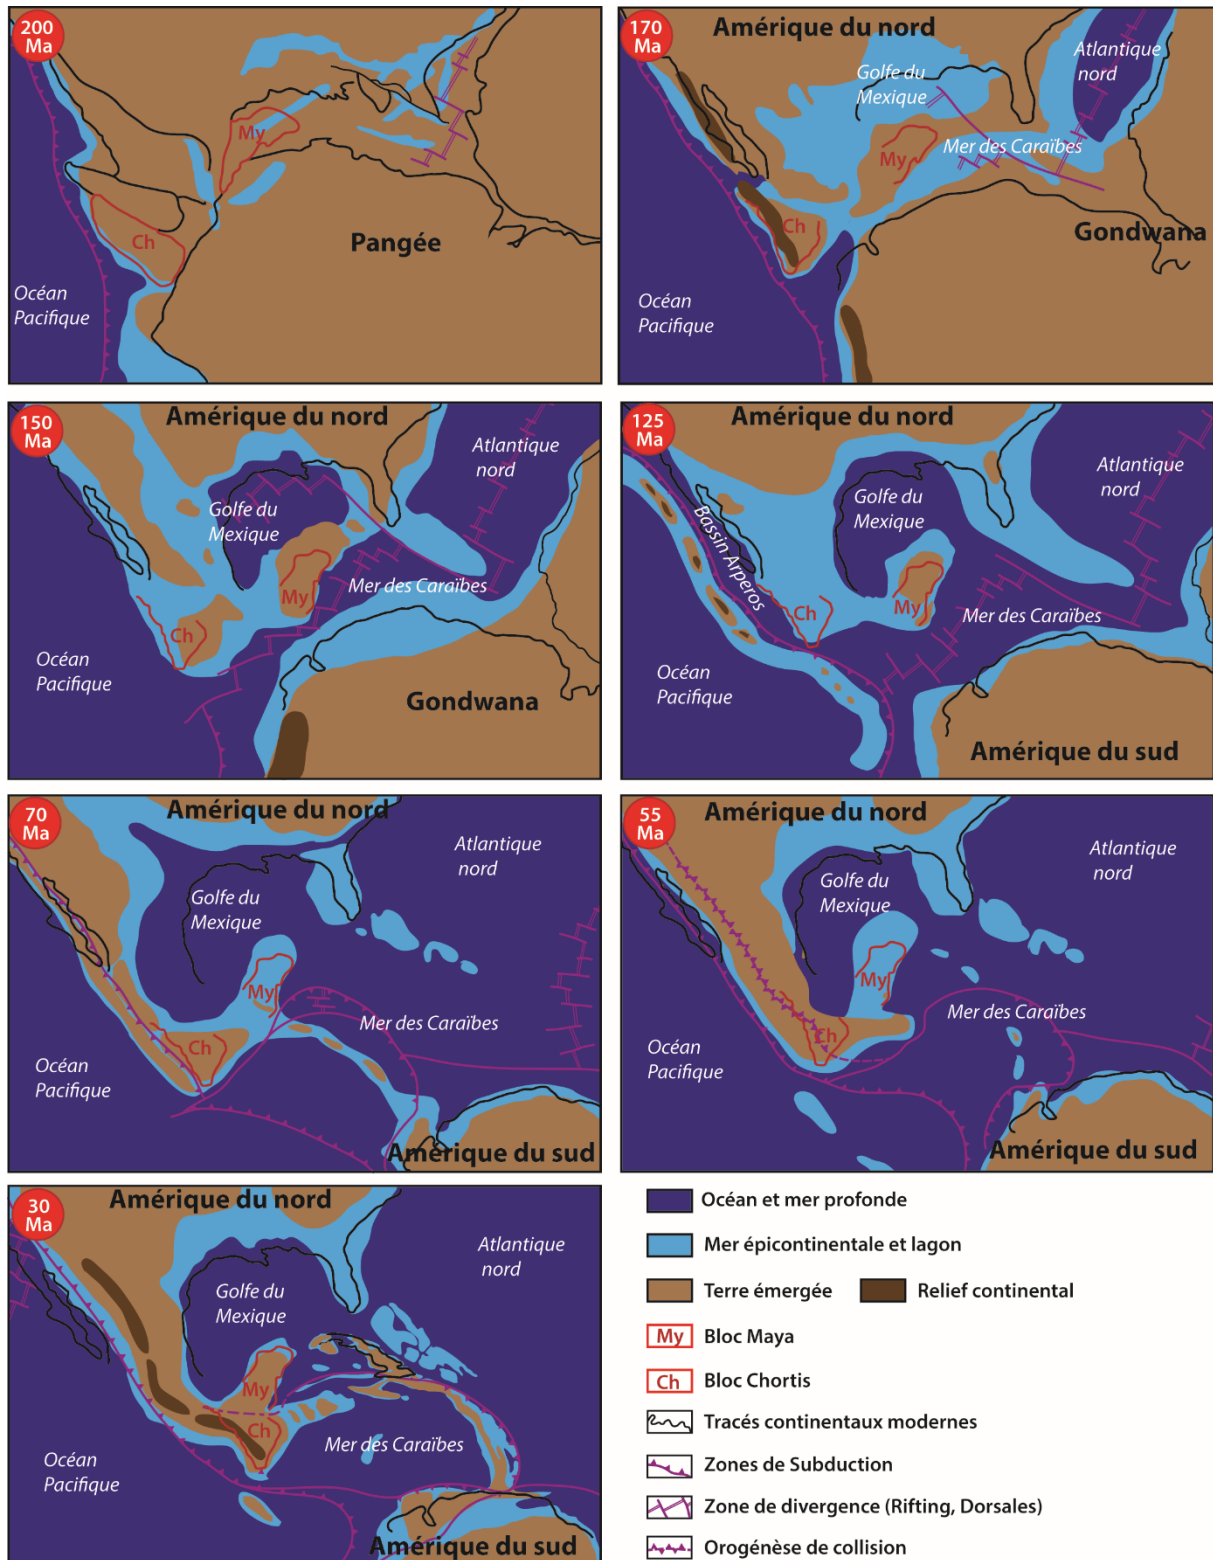 200
Ma
My
Ch
Pangée
Océan
Pacifique
170
Ma
Amérique du nord
Golfe du
Mexique
Atlantique
nord
My
Mer des Caraïbes
Ch
Gondwana
Océan
Pacifique
150
Ma
Amérique du nord
Atlantique
nord
Golfe du
Mexique
My
Mer des Caraïbes
Ch
Océan
Pacifique
Gondwana
125
Ma
Amérique du nord
Atlantique
nord
Golfe du
Mexique
Bassin Arperos
My
Mer des Caraïbes
Ch
Océan
Pacifique
Amérique du sud
70
Ma
Amérique du nord
Atlantique
nord
Golfe du
Mexique
My
Mer des Caraïbes
Ch
Océan
Pacifique
Amérique du sud
55
Ma
Amérique du nord
Atlantique
nord
Golfe du
Mexique
My
Mer des Caraïbes
Ch
Océan
Pacifique
Amérique du sud
30
Ma
Amérique du nord
Atlantique
nord
Golfe du
Mexique
My
Ch
Mer des Caraïbes
Océan
Pacifique
Amérique du sud
Océan et mer profonde
Mer épicontinentale et lagon
Terre émergée
Relief continental
My Bloc Maya
Ch Bloc Chortis
Tracés continentaux modernes
Zones de Subduction
Zone de divergence (Rifting, Dorsales)
Orogénèse de collision